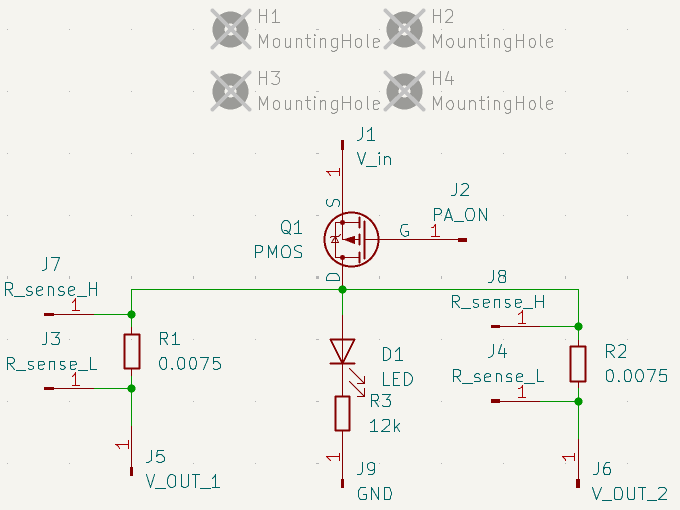 H1
MountingHole
H2
MountingHole
H3
MountingHole
H4
MountingHole
J1
V_in
1
S
Q1
PMOS
G
1
J2
PA_ON
D
J7
R_sense_H
1
J3
R_sense_L
1
R1
0.0075
1
J5
V_OUT_1
D1
LED
R3
12k
1
J9
GND
J8
R_sense_H
1
J4
R_sense_L
1
R2
0.0075
1
J6
V_OUT_2